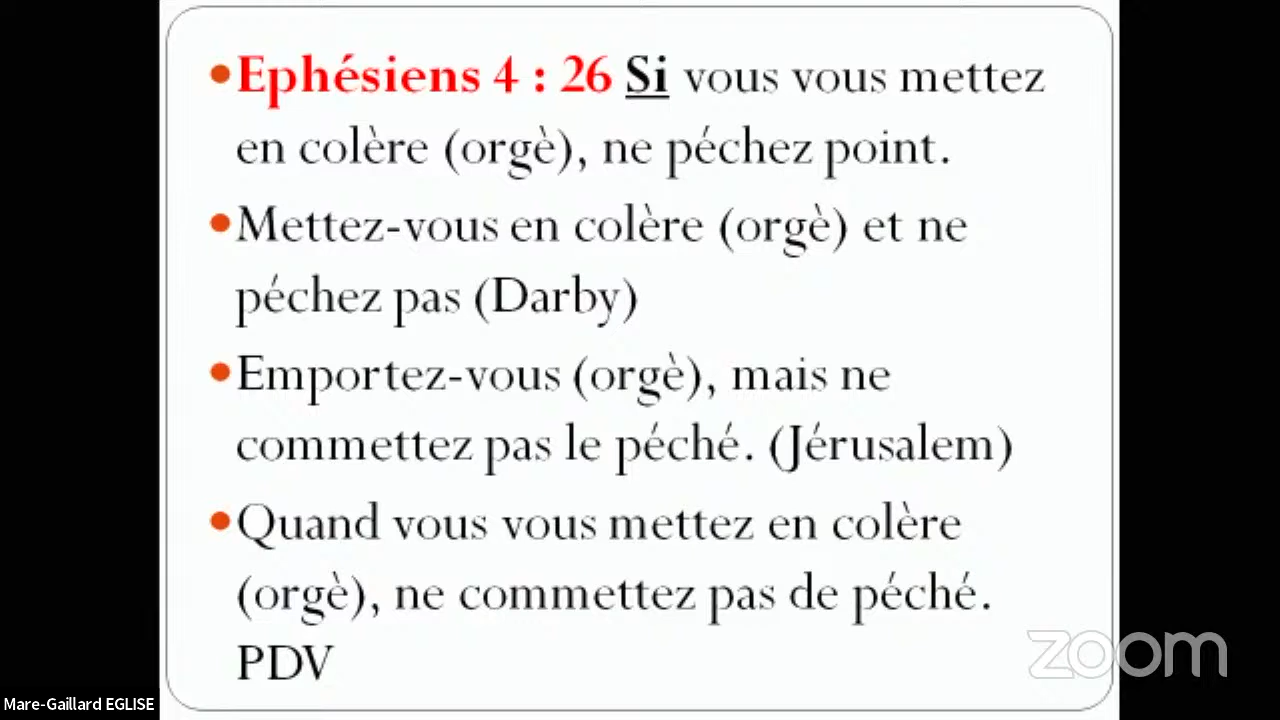 •Ephésiens 4 : 26 Si vous vous mettez
en colère (orgè), ne péchez point.
•Mettez-vous en colère (orgè) et ne
péchez pas (Darby)
•Emportez-vous (orgè), mais ne
commettez pas le péché. (Jérusalem)
•Quand vous vous mettez en colère
(orgè), ne commettez pas de péché.
PDV
zoom
Mare-Gaillard EGLISE